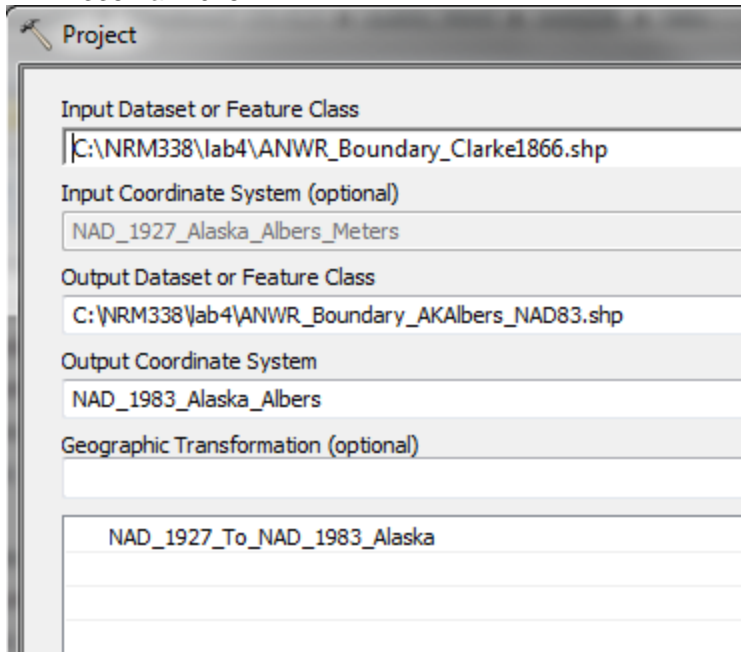 Project
Input Dataset or Feature Class
C:\NRM338\lab4\ANWR_Boundary_Clarke1866.shp
Input Coordinate System (optional)
NAD_1927_Alaska_Albers_Meters
Output Dataset or Feature Class
C:\NRM338\lab4\ANWR_Boundary_AKAlbers_NAD83.shp
Output Coordinate System
NAD_1983_Alaska_Albers
Geographic Transformation (optional)
NAD_1927_To_NAD_1983_Alaska